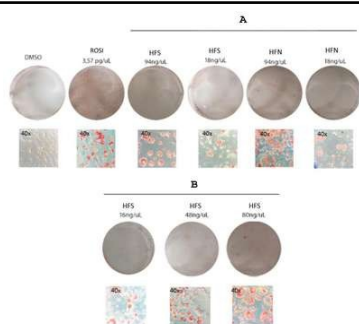 A
DMSO
ROSI
3,57 pg/uL
HFS
94ng/uL
HFS
18ng/uL
HFN
94ng/uL
HFN
18ng/uL
40x
40x
40x
40x
40x
40x
B
HFS
16ng/uL
HFS
48ng/uL
HFS
80ng/uL
40x
40x
40x